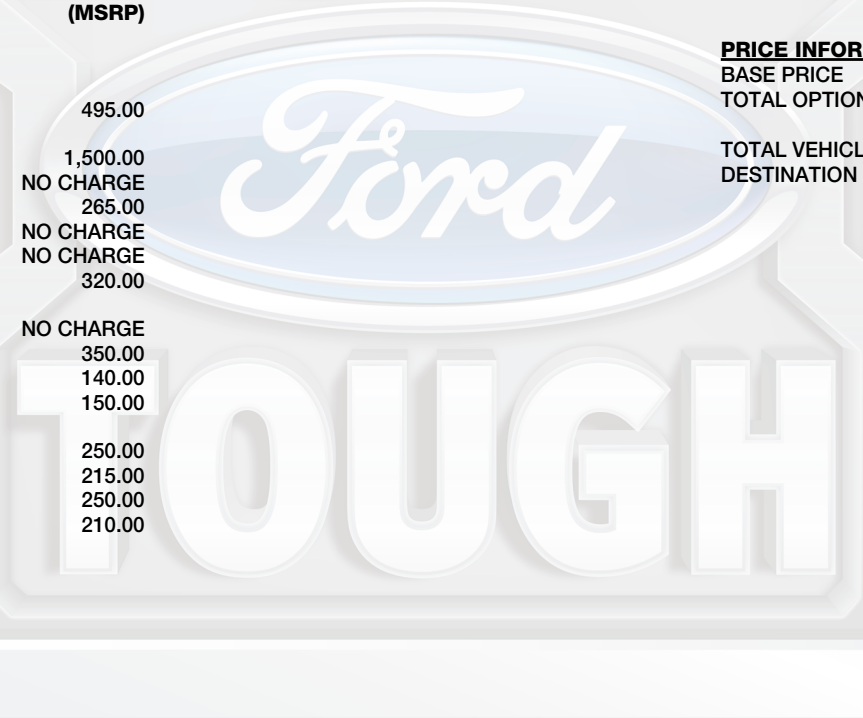 (MSRP)
495.00
1,500.00
NO CHARGE
265.00
NO CHARGE
NO CHARGE
320.00
NO CHARGE
350.00
140.00
150.00
250.00
215.00
250.00
210.00
PRICE INFOR
BASE PRICE
TOTAL OPTION
TOTAL VEHICL
DESTINATION
Ford
TOUGH